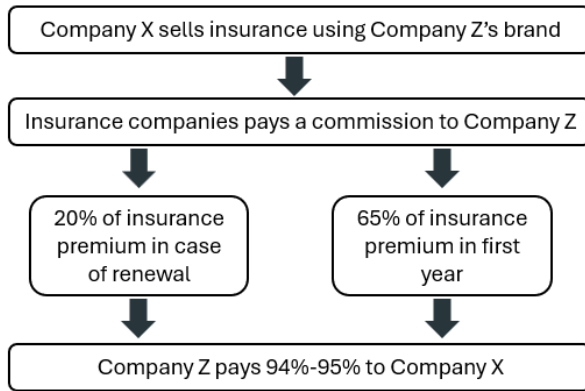 Company X sells insurance using Company Z's brand
Insurance companies pays a commission to Company Z
20% of insurance
premium in case
of renewal
65% of insurance
premium in first
year
Company Z pays 94%-95% to Company X